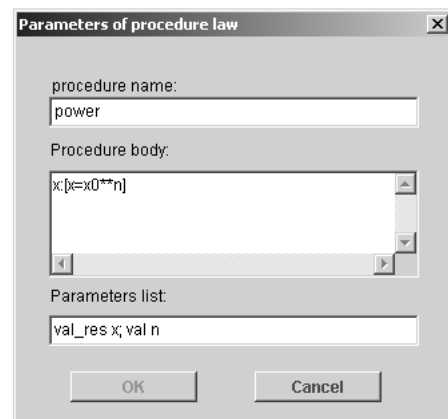 Parameters of procedure law
procedure name:
power
Procedure body:
x:[x=x0**n]
Parameters list:
val_res x; val n
OK
Cancel